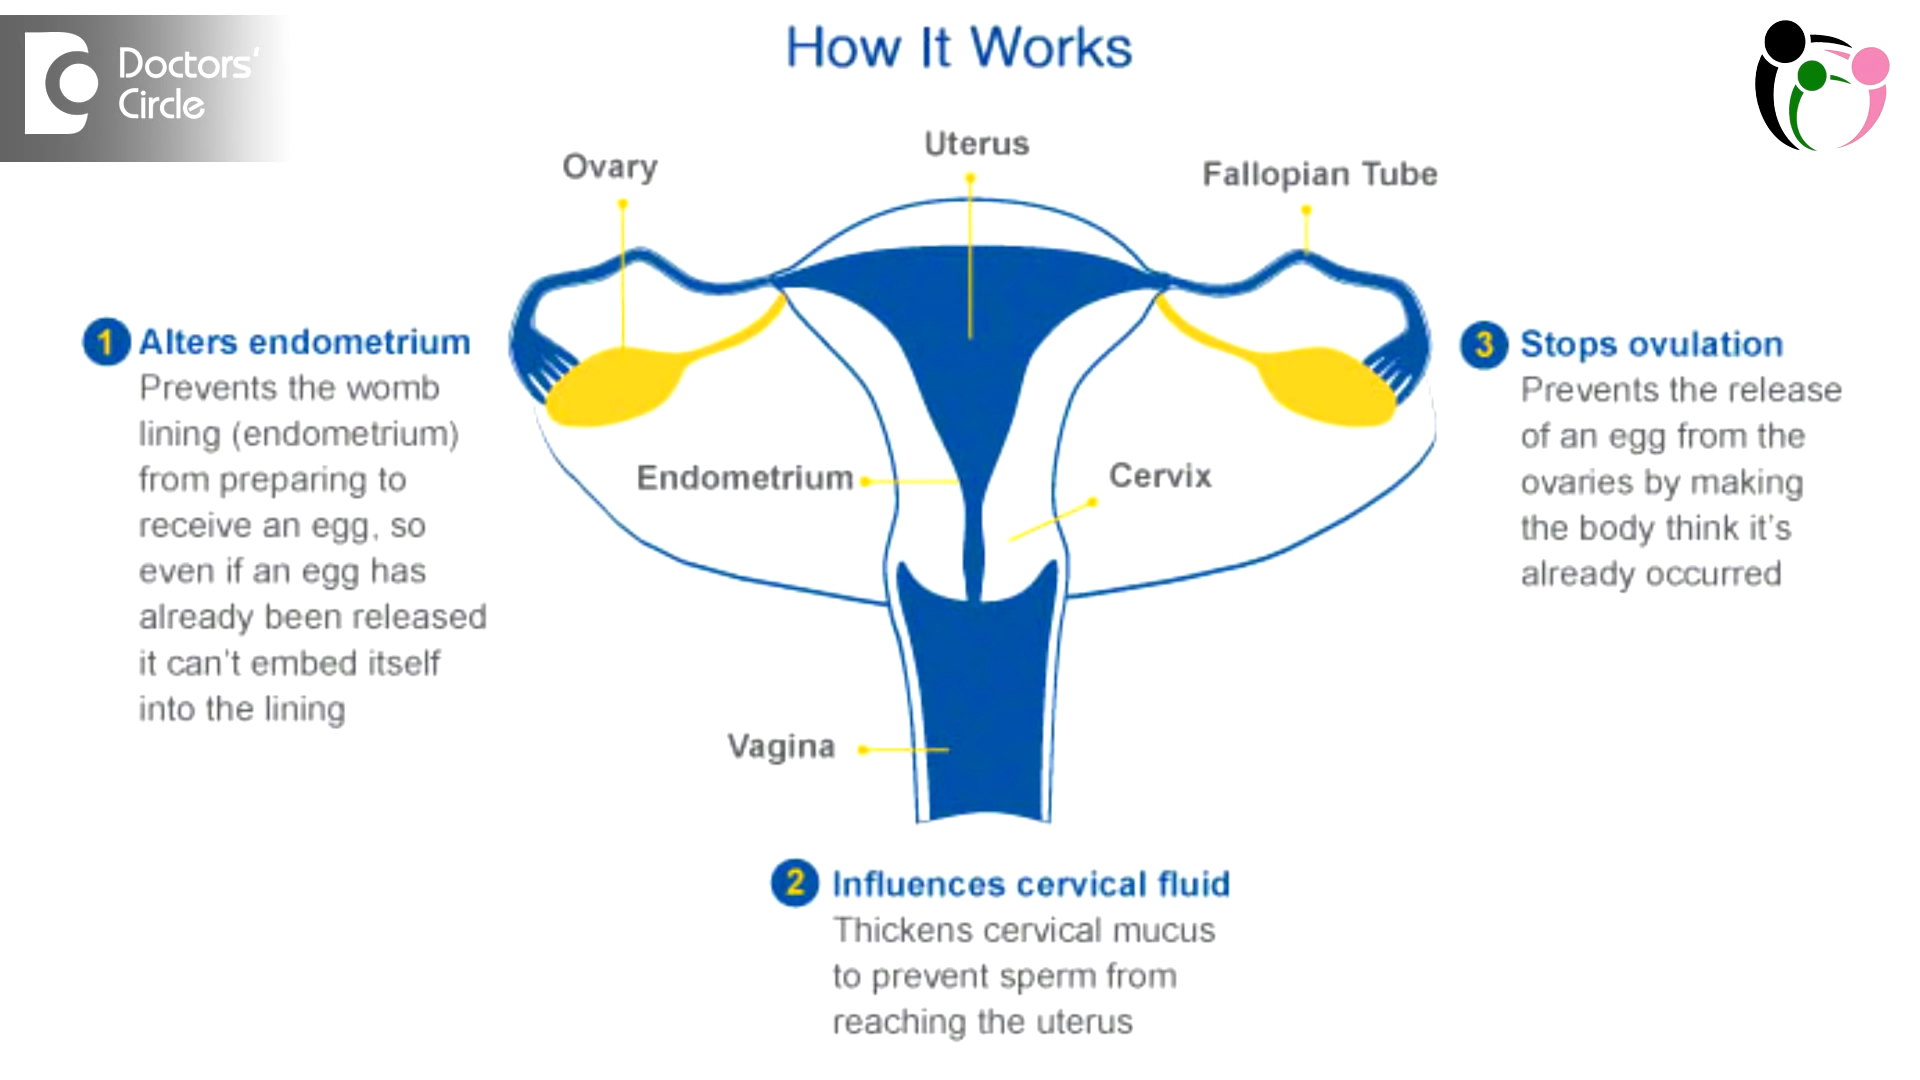 Doctors'
Circle
How It Works
Ovary
Uterus
Fallopian Tube
1 Alters endometrium
Prevents the womb
lining (endometrium)
from preparing to
receive an egg, so
even if an egg has
already been released
it can't embed itself
into the lining
Endometrium
Cervix
Vagina
3 Stops ovulation
Prevents the release
of an egg from the
ovaries by making
the body think it's
already occurred
2 Influences cervical fluid
Thickens cervical mucus
to prevent sperm from
reaching the uterus